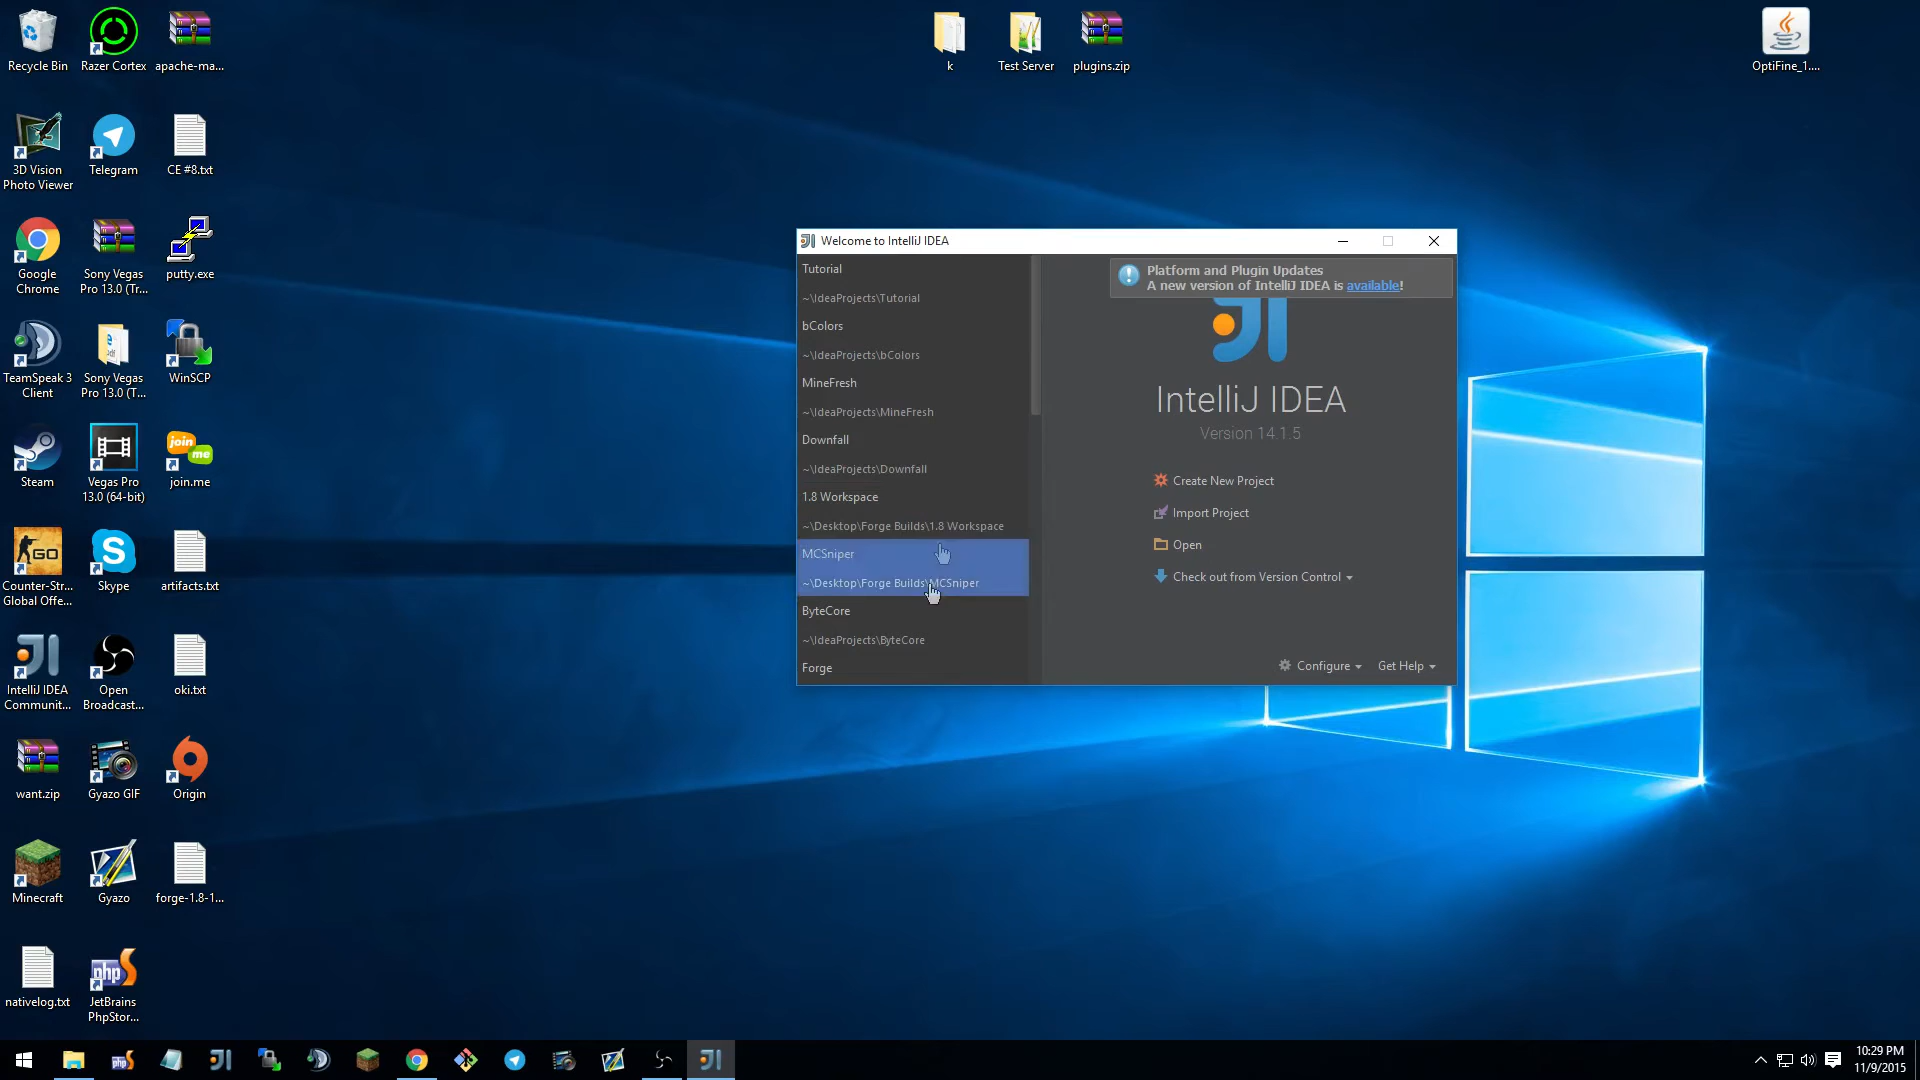 Recycle Bin
Razer Cortex
apache-ma...
k
Test Server
plugins.zip
OptiFine_1....
3D Vision
Photo Viewer
Telegram
CE #8.txt
Google
Chrome
Sony Vegas
Pro 13.0 (Tr...
putty.exe
TeamSpeak 3
Client
Sony Vegas
Pro 13.0 (T...
WinSCP
Steam
Vegas Pro
13.0 (64-bit)
join.me
Counter-Str...
Global Offe...
Skype
artifacts.txt
IntelliJ IDEA
Communit...
Open
Broadcast...
oki.txt
want.zip
Gyazo GIF
Origin
Minecraft
Gyazo
forge-1.8-1...
nativelog.txt
JetBrains
PhpStor...
Welcome to IntelliJ IDEA
Tutorial
~\IdeaProjects\Tutorial
bColors
~\IdeaProjects\bColors
MineFresh
~\IdeaProjects\MineFresh
Downfall
~\IdeaProjects\Downfall
1.8 Workspace
~\Desktop\Forge Builds\1.8 Workspace
MCSniper
~\Desktop\Forge Builds\MCSniper
ByteCore
~\IdeaProjects\ByteCore
Forge
Platform and Plugin Updates
A new version of IntelliJ IDEA is available!
IntelliJ IDEA
Version 14.1.5
Create New Project
Import Project
Open
Check out from Version Control
Configure
Get Help
10:29 PM
11/9/2015